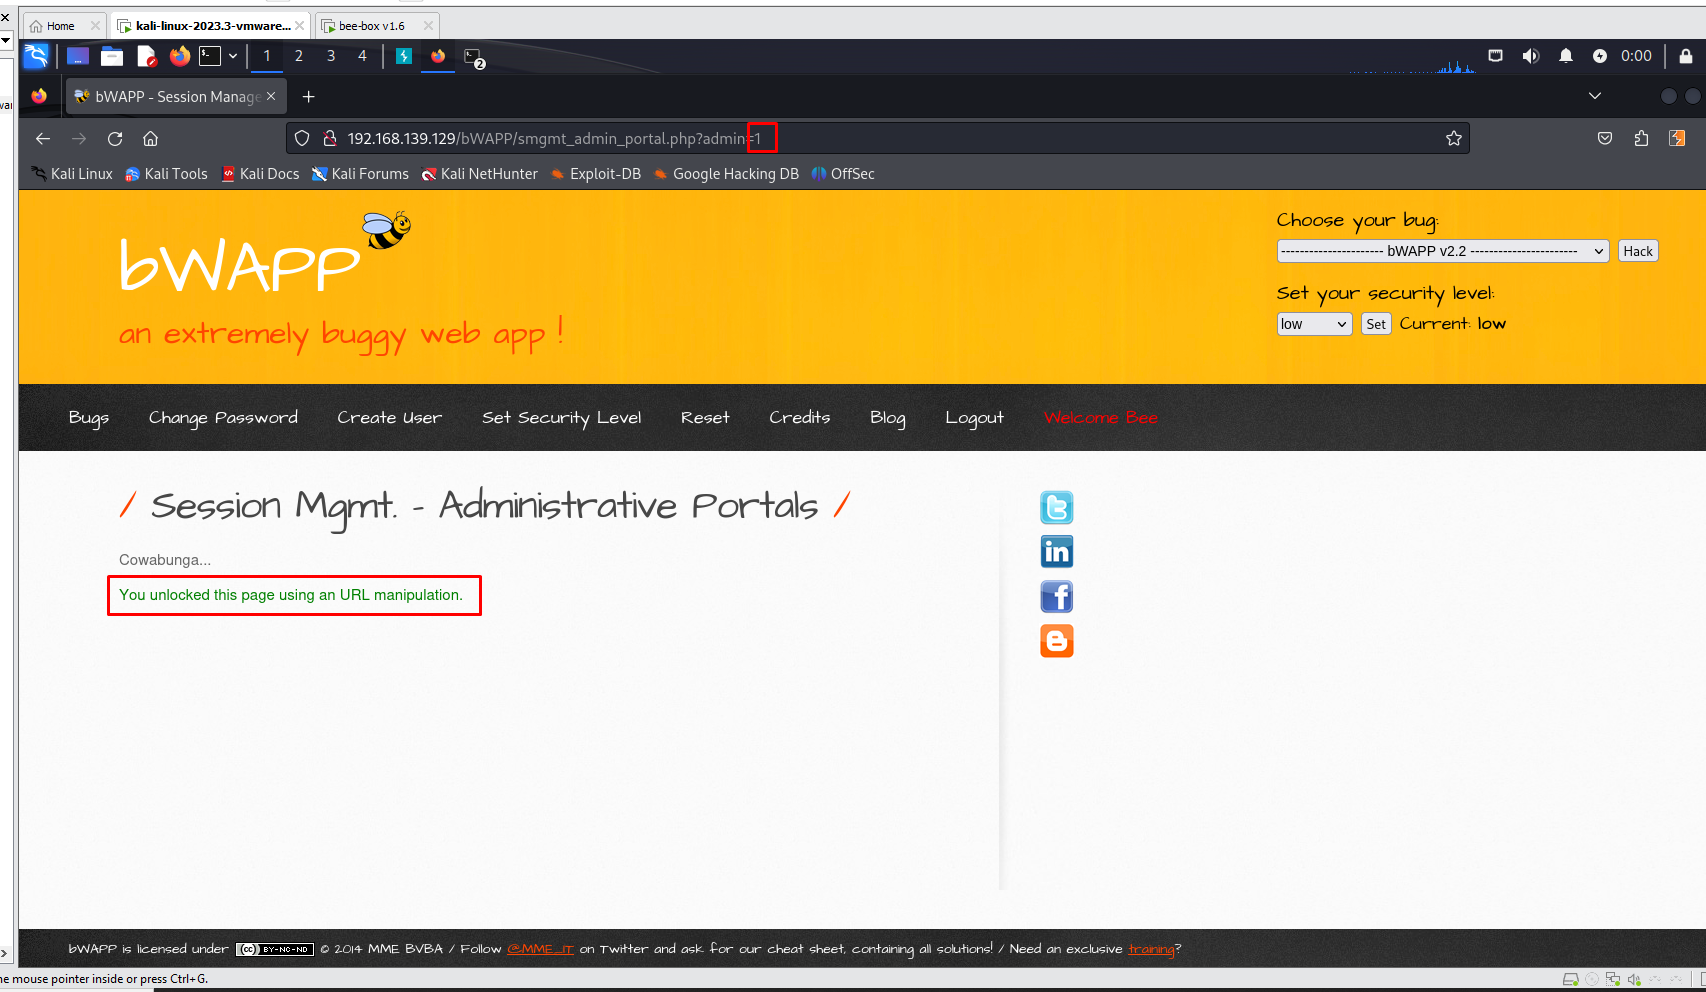 Home
kali-linux-2023.3-vmware...
bee-box v1.6
1 2 3 4
2
0:00
bWAPP - Session Manage
192.168.139.129/bWAPP/smgmt_admin_portal.php?admin=1
Kali Linux Kali Tools Kali Docs Kali Forums Kali NetHunter Exploit-DB Google Hacking DB OffSec
bWAPP
an extremely buggy web app !
Choose your bug:
--------------------- bWAPP v2.2 ----------------------
Hack
Set your security level:
low
Set
Current: low
Bugs Change Password Create User Set Security Level Reset Credits Blog Logout Welcome Bee
/ Session Mgmt. - Administrative Portals /
Cowabunga...
You unlocked this page using an URL manipulation.
bWAPP is licensed under (cc) BY-NC-ND © 2014 MME BVBA / Follow @MME_IT on Twitter and ask for our cheat sheet, containing all solutions! / Need an exclusive training?
mouse pointer inside or press Ctrl+G.